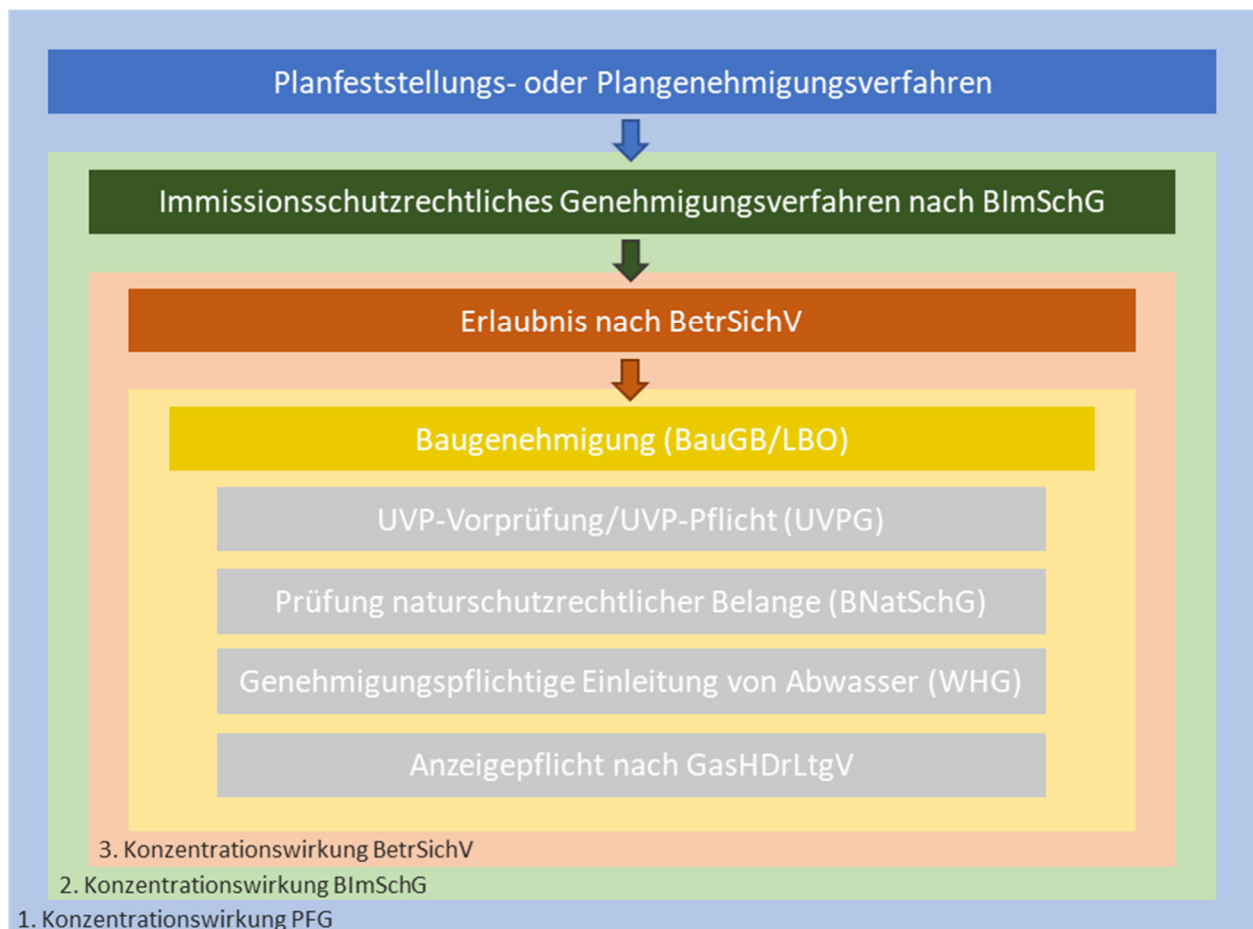 Planfeststellungs- oder Plangenehmigungsverfahren
Immissionsschutzrechtliches Genehmigungsverfahren nach BImSchG
Erlaubnis nach BetrSichV
Baugenehmigung (BauGB/LBO)
UVP-Vorprüfung/UVP-Pflicht (UVPG)
Prüfung naturschutzrechtlicher Belange (BNatSchG)
Genehmigungspflichtige Einleitung von Abwasser (WHG)
Anzeigepflicht nach GasHDrLtgV
3. Konzentrationswirkung BetrSichV
2. Konzentrationswirkung BImSchG
1. Konzentrationswirkung PFG